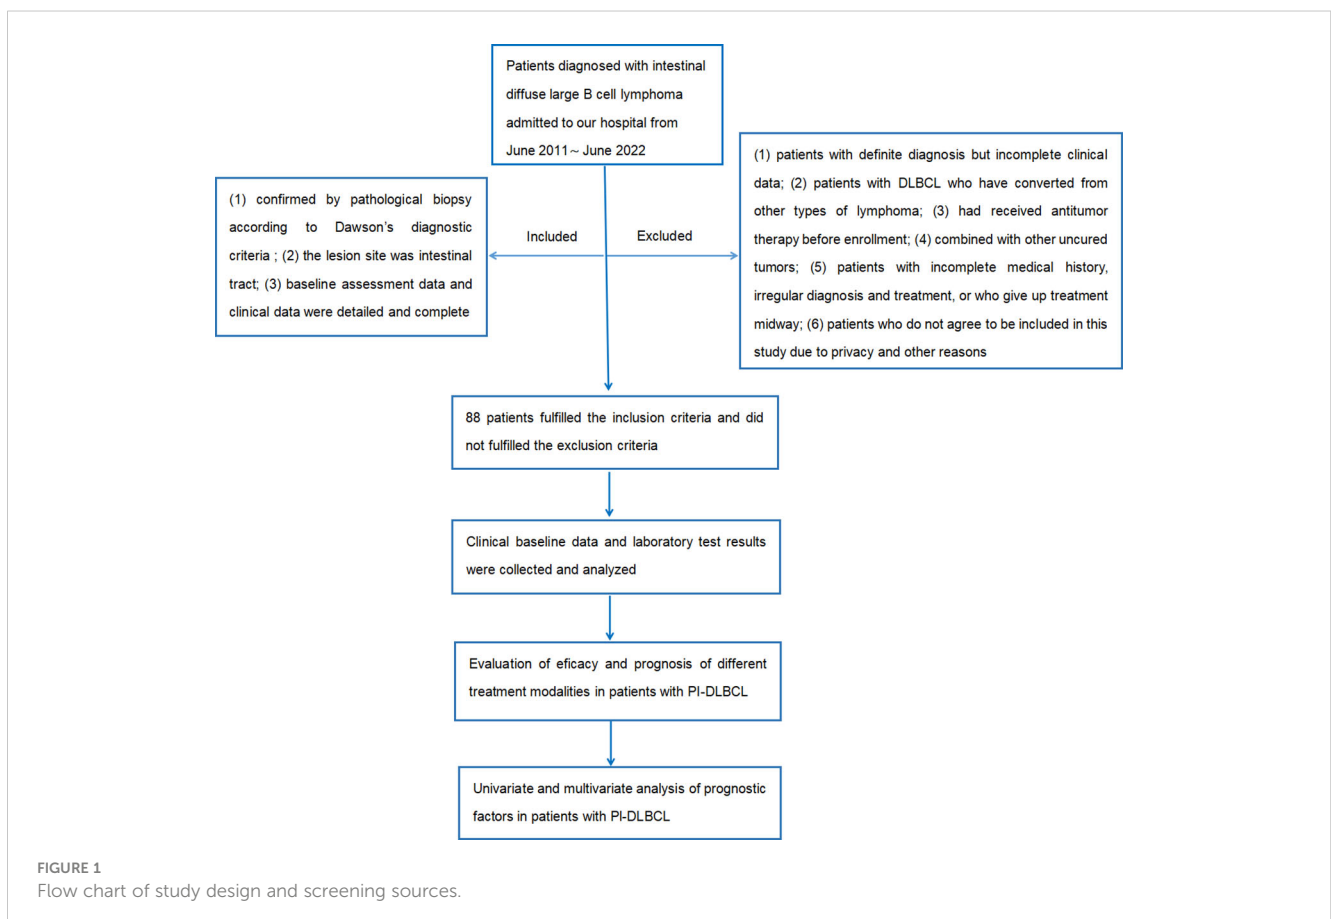 Patients diagnosed with intestinal
diffuse large B cell lymphoma
admitted to our hospital from
June 2011～ June 2022
(1) confirmed by pathological biopsy
according to Dawson's diagnostic
criteria ; (2) the lesion site was intestinal
tract; (3) baseline assessment data and
clinical data were detailed and complete
Included
Excluded
(1) patients with definite diagnosis but incomplete clinical
data; (2) patients with DLBCL who have converted from
other types of lymphoma; (3) had received antitumor
therapy before enrollment; (4) combined with other uncured
tumors; (5) patients with incomplete medical history,
irregular diagnosis and treatment, or who give up treatment
midway; (6) patients who do not agree to be included in this
study due to privacy and other reasons
88 patients fulfilled the inclusion criteria and did
not fulfilled the exclusion criteria
Clinical baseline data and laboratory test results
were collected and analyzed
Evaluation of eficacy and prognosis of different
treatment modalities in patients with PI-DLBCL
Univariate and multivariate analysis of prognostic
factors in patients with PI-DLBCL
FIGURE 1
Flow chart of study design and screening sources.